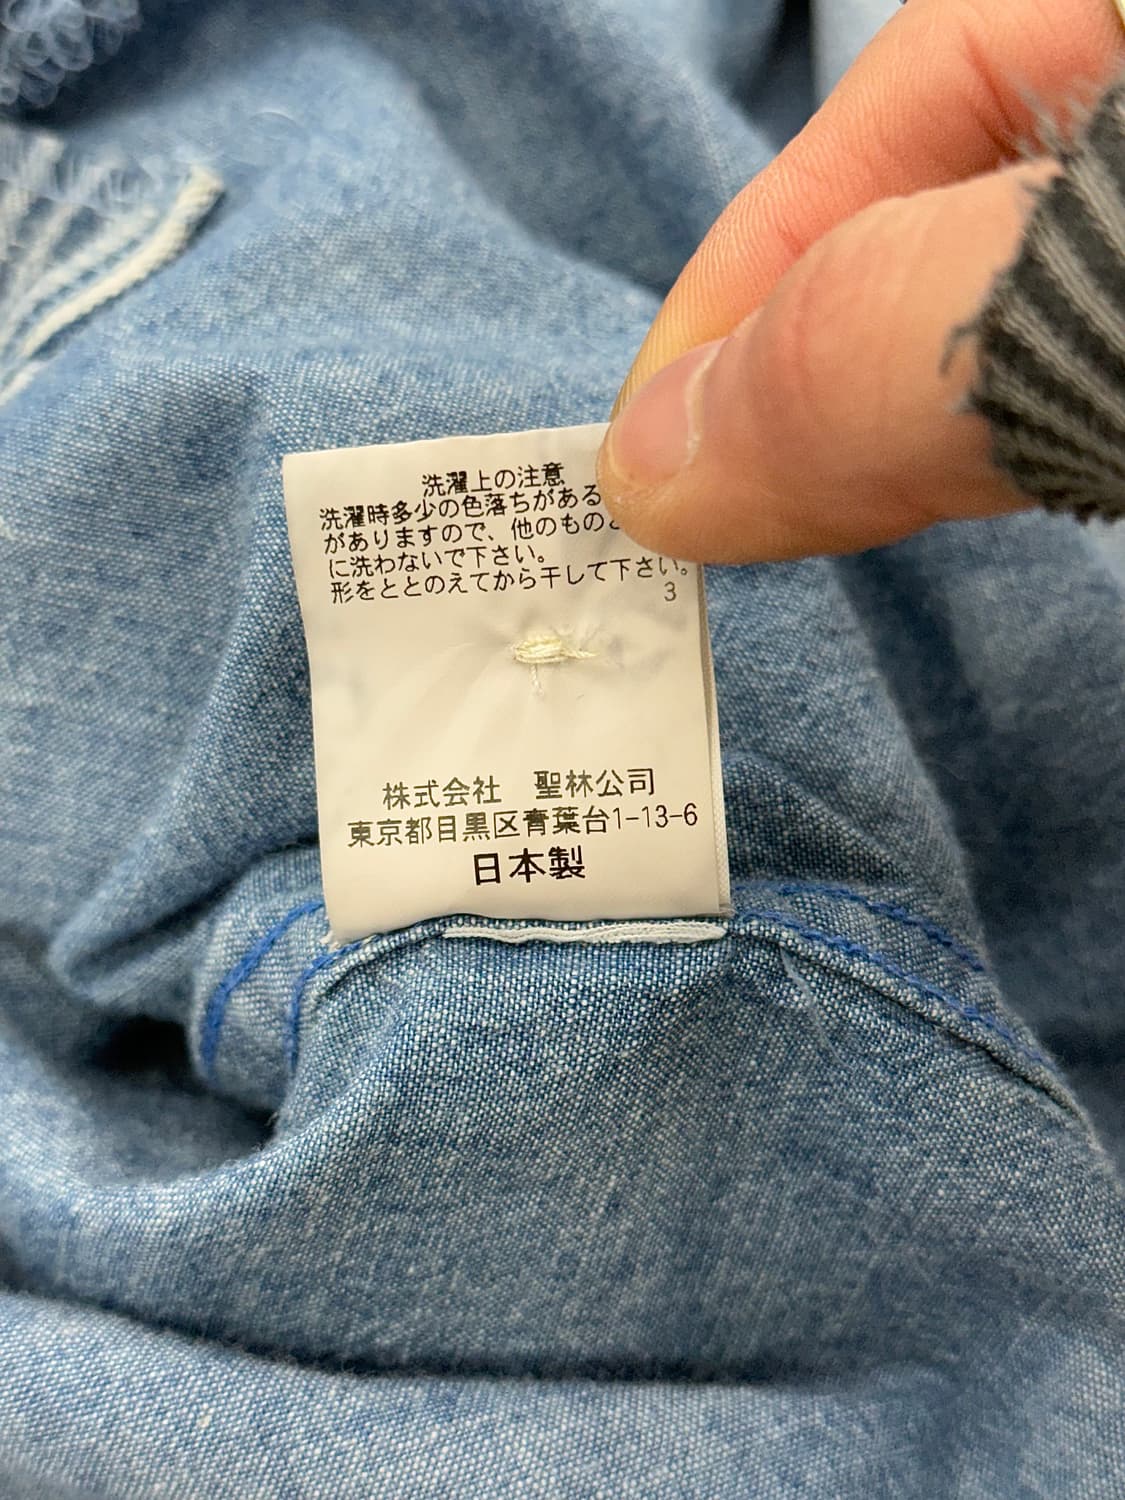 洗濯上の注意
洗濯時多少の色落ちがある
がありますので、他のものと
に洗わないで下さい。
形をととのえてから干して下さい。
3
株式会社 聖林公司
東京都目黒区青葉台1-13-6
日本製